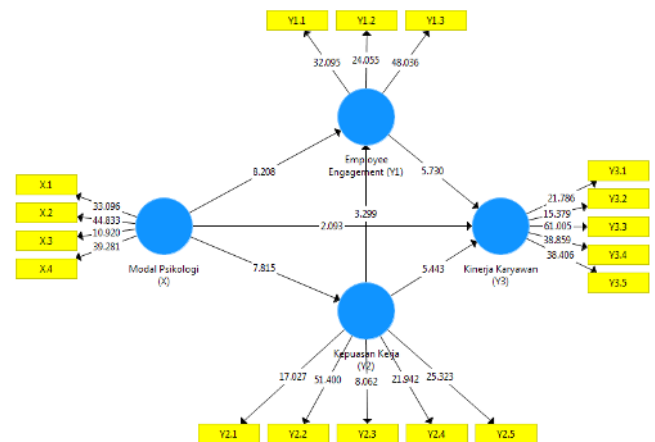 Y1.1 Y1.2 Y1.3
32.095 24.055 48.036
Employee
Engagement (Y1)
8.208 5.730
X.1
X.2
X.3
X.4
33.096
44.833
10.920
39.281
Modal Psikologi
(X)
3.299
2.093
Y3.1
Y3.2
Y3.3
Y3.4
Y3.5
21.786
15.379
61.005
38.859
38.406
Kinerja Karyawan
(Y3)
7.815 5.443
Kepuasan Kerja
(Y2)
17.027 51.400 8.062 21.942 25.323
Y2.1 Y2.2 Y2.3 Y2.4 Y2.5